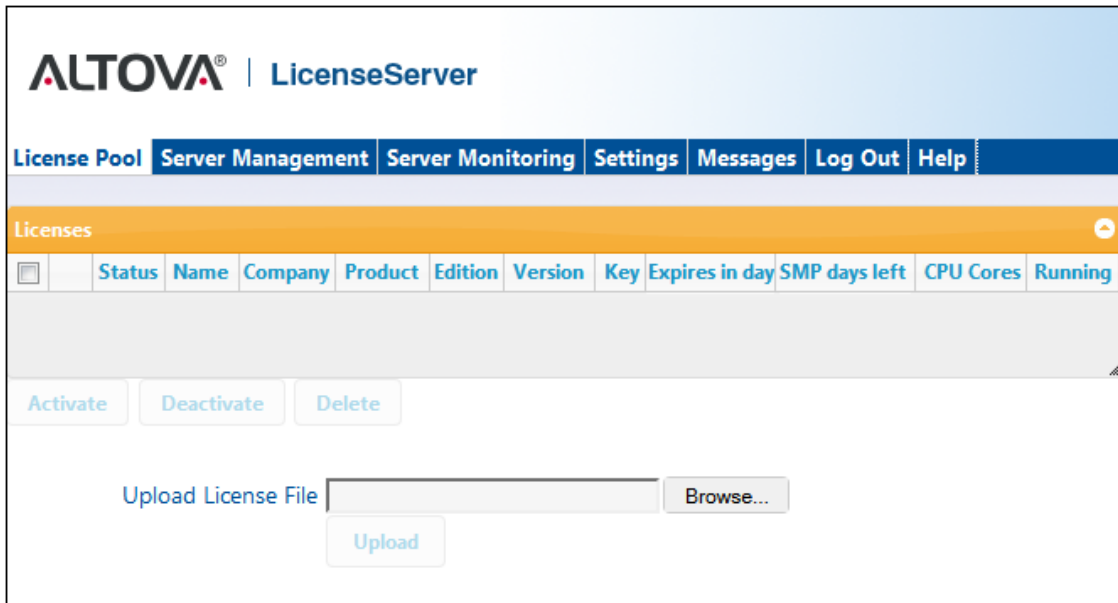 ALTOVA® | LicenseServer
License Pool Server Management Server Monitoring Settings Messages Log Out Help
Licenses
Status Name Company Product Edition Version Key Expires in day SMP days left CPU Cores Running
Activate Deactivate Delete
Upload License File Browse...
Upload